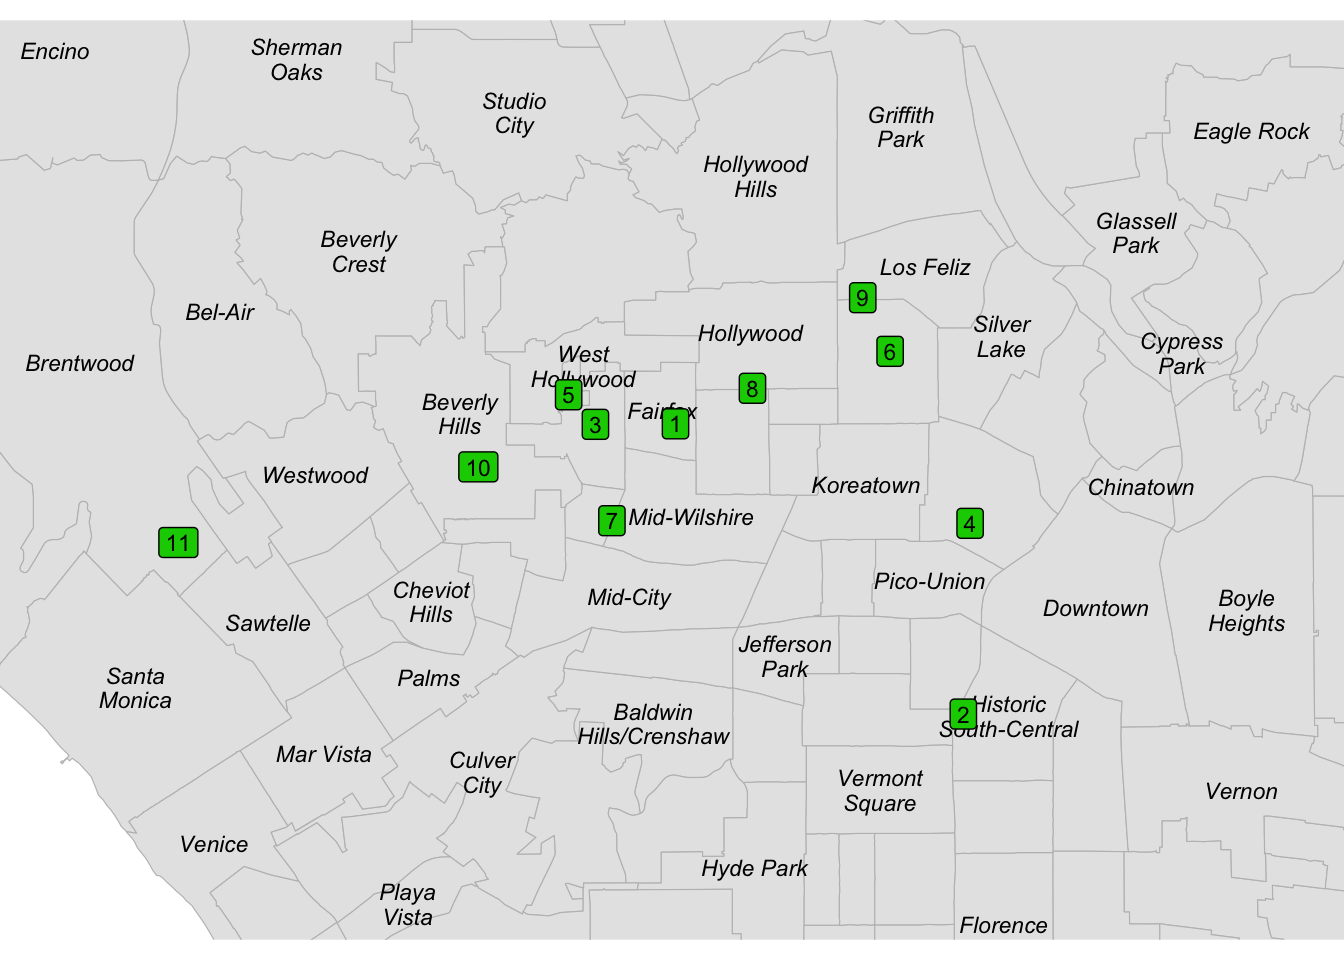 Encino
Sherman
Oaks
Studio
City
Griffith
Park
Eagle Rock
Hollywood
Hills
Glassell
Park
Beverly
Crest
Los Feliz
9
Bel-Air
Hollywood
Silver
Lake
Cypress
Park
6
Brentwood
West
Hollywood
5
8
Beverly
Hills
Fairfax
3
1
10
Westwood
Koreatown
Chinatown
7
Mid-Wilshire
4
11
Pico-Union
Cheviot
Hills
Mid-City
Downtown
Boyle
Heights
Sawtelle
Jefferson
Park
Santa
Monica
Palms
Baldwin
Hills/Crenshaw
2
Historic
South-Central
Mar Vista
Culver
City
Vermont
Square
Vernon
Venice
Hyde Park
Playa
Vista
Florence